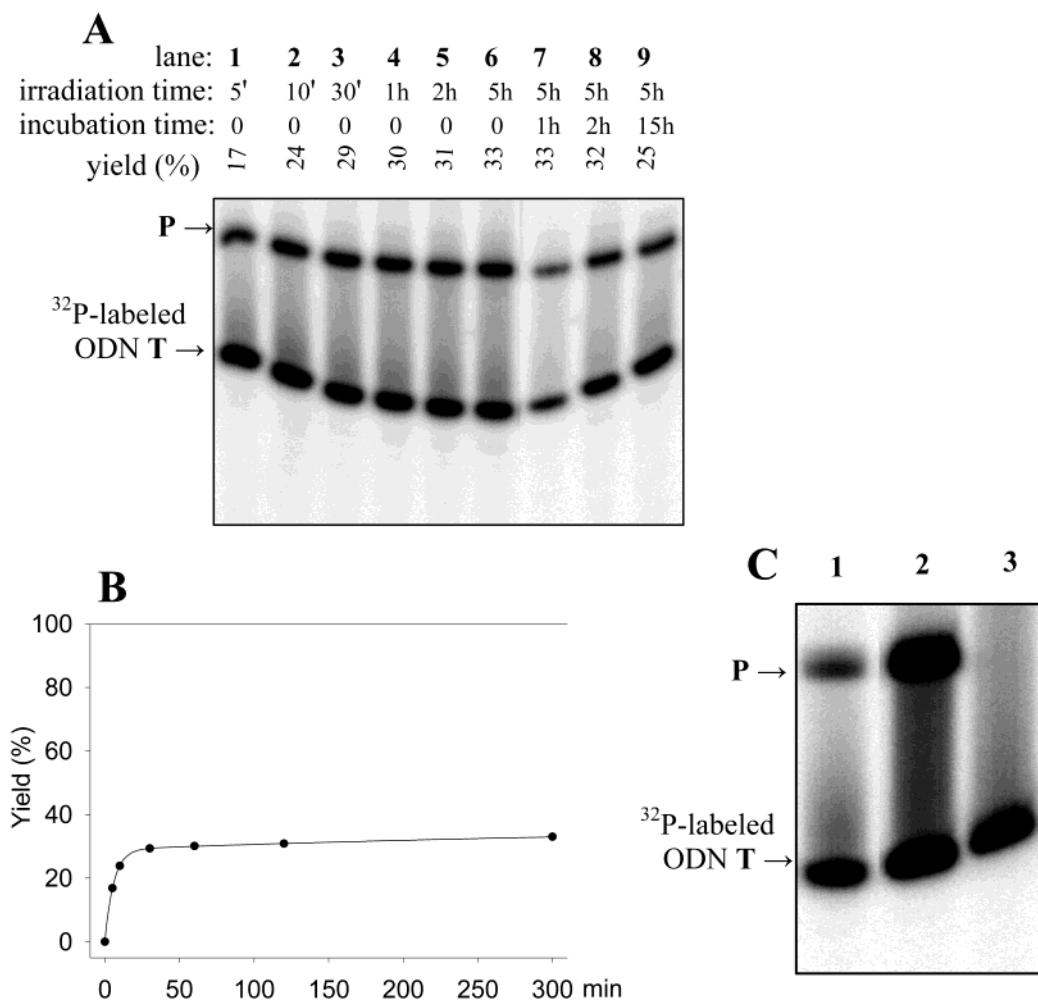 A
lane: 1 2 3 4 5 6 7 8 9
irradiation time: 5' 10' 30' 1h 2h 5h 5h 5h 5h
incubation time: 0 0 0 0 0 0 1h 2h 15h
yield (%) 17 24 29 30 31 33 33 32 25
P →
³²P-labeled
ODN T →
B
100
80
60
40
20
0
Yield (%)
0 50 100 150 200 250 300 min
C 1 2 3
P →
³²P-labeled
ODN T →